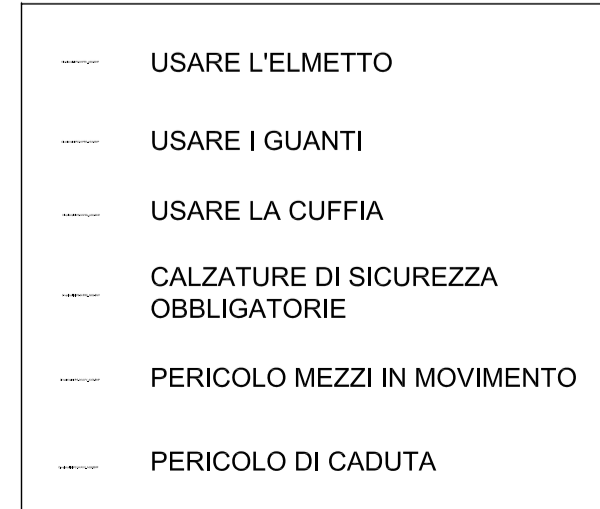 USARE L'ELMETTO
USARE I GUANTI
USARE LA CUFFIA
CALZATURE DI SICUREZZA
OBBLIGATORIE
PERICOLO MEZZI IN MOVIMENTO
PERICOLO DI CADUTA